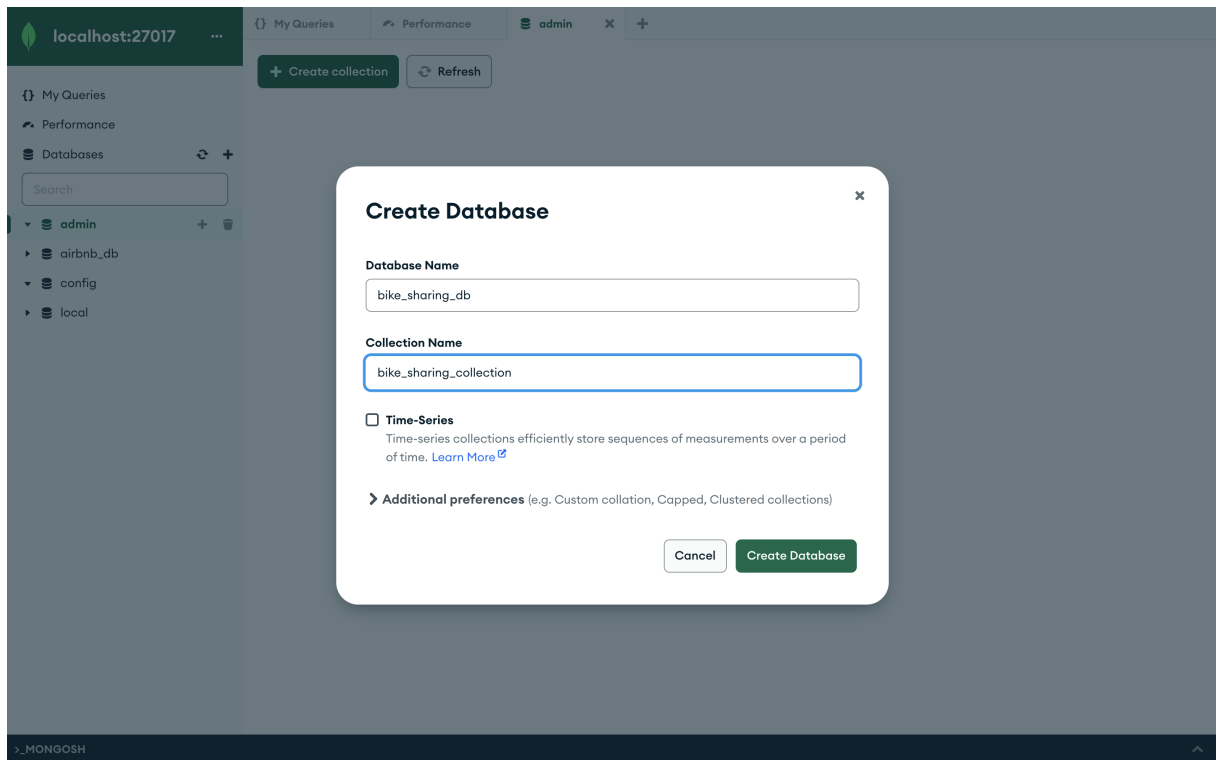 localhost:27017
{} My Queries
Performance
admin
Create collection
Refresh
{} My Queries
Performance
Databases
Search
admin
airbnb_db
config
local
Create Database
Database Name
bike_sharing_db
Collection Name
bike_sharing_collection
Time-Series
Time-series collections efficiently store sequences of measurements over a period
of time. Learn More
Additional preferences (e.g. Custom collation, Capped, Clustered collections)
Cancel
Create Database
>_MONGOSH